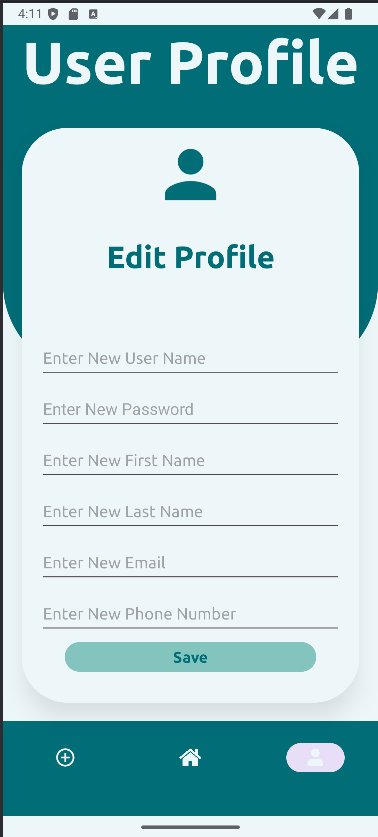 4:11
User Profile
Edit Profile
Enter New User Name
Enter New Password
Enter New First Name
Enter New Last Name
Enter New Email
Enter New Phone Number
Save